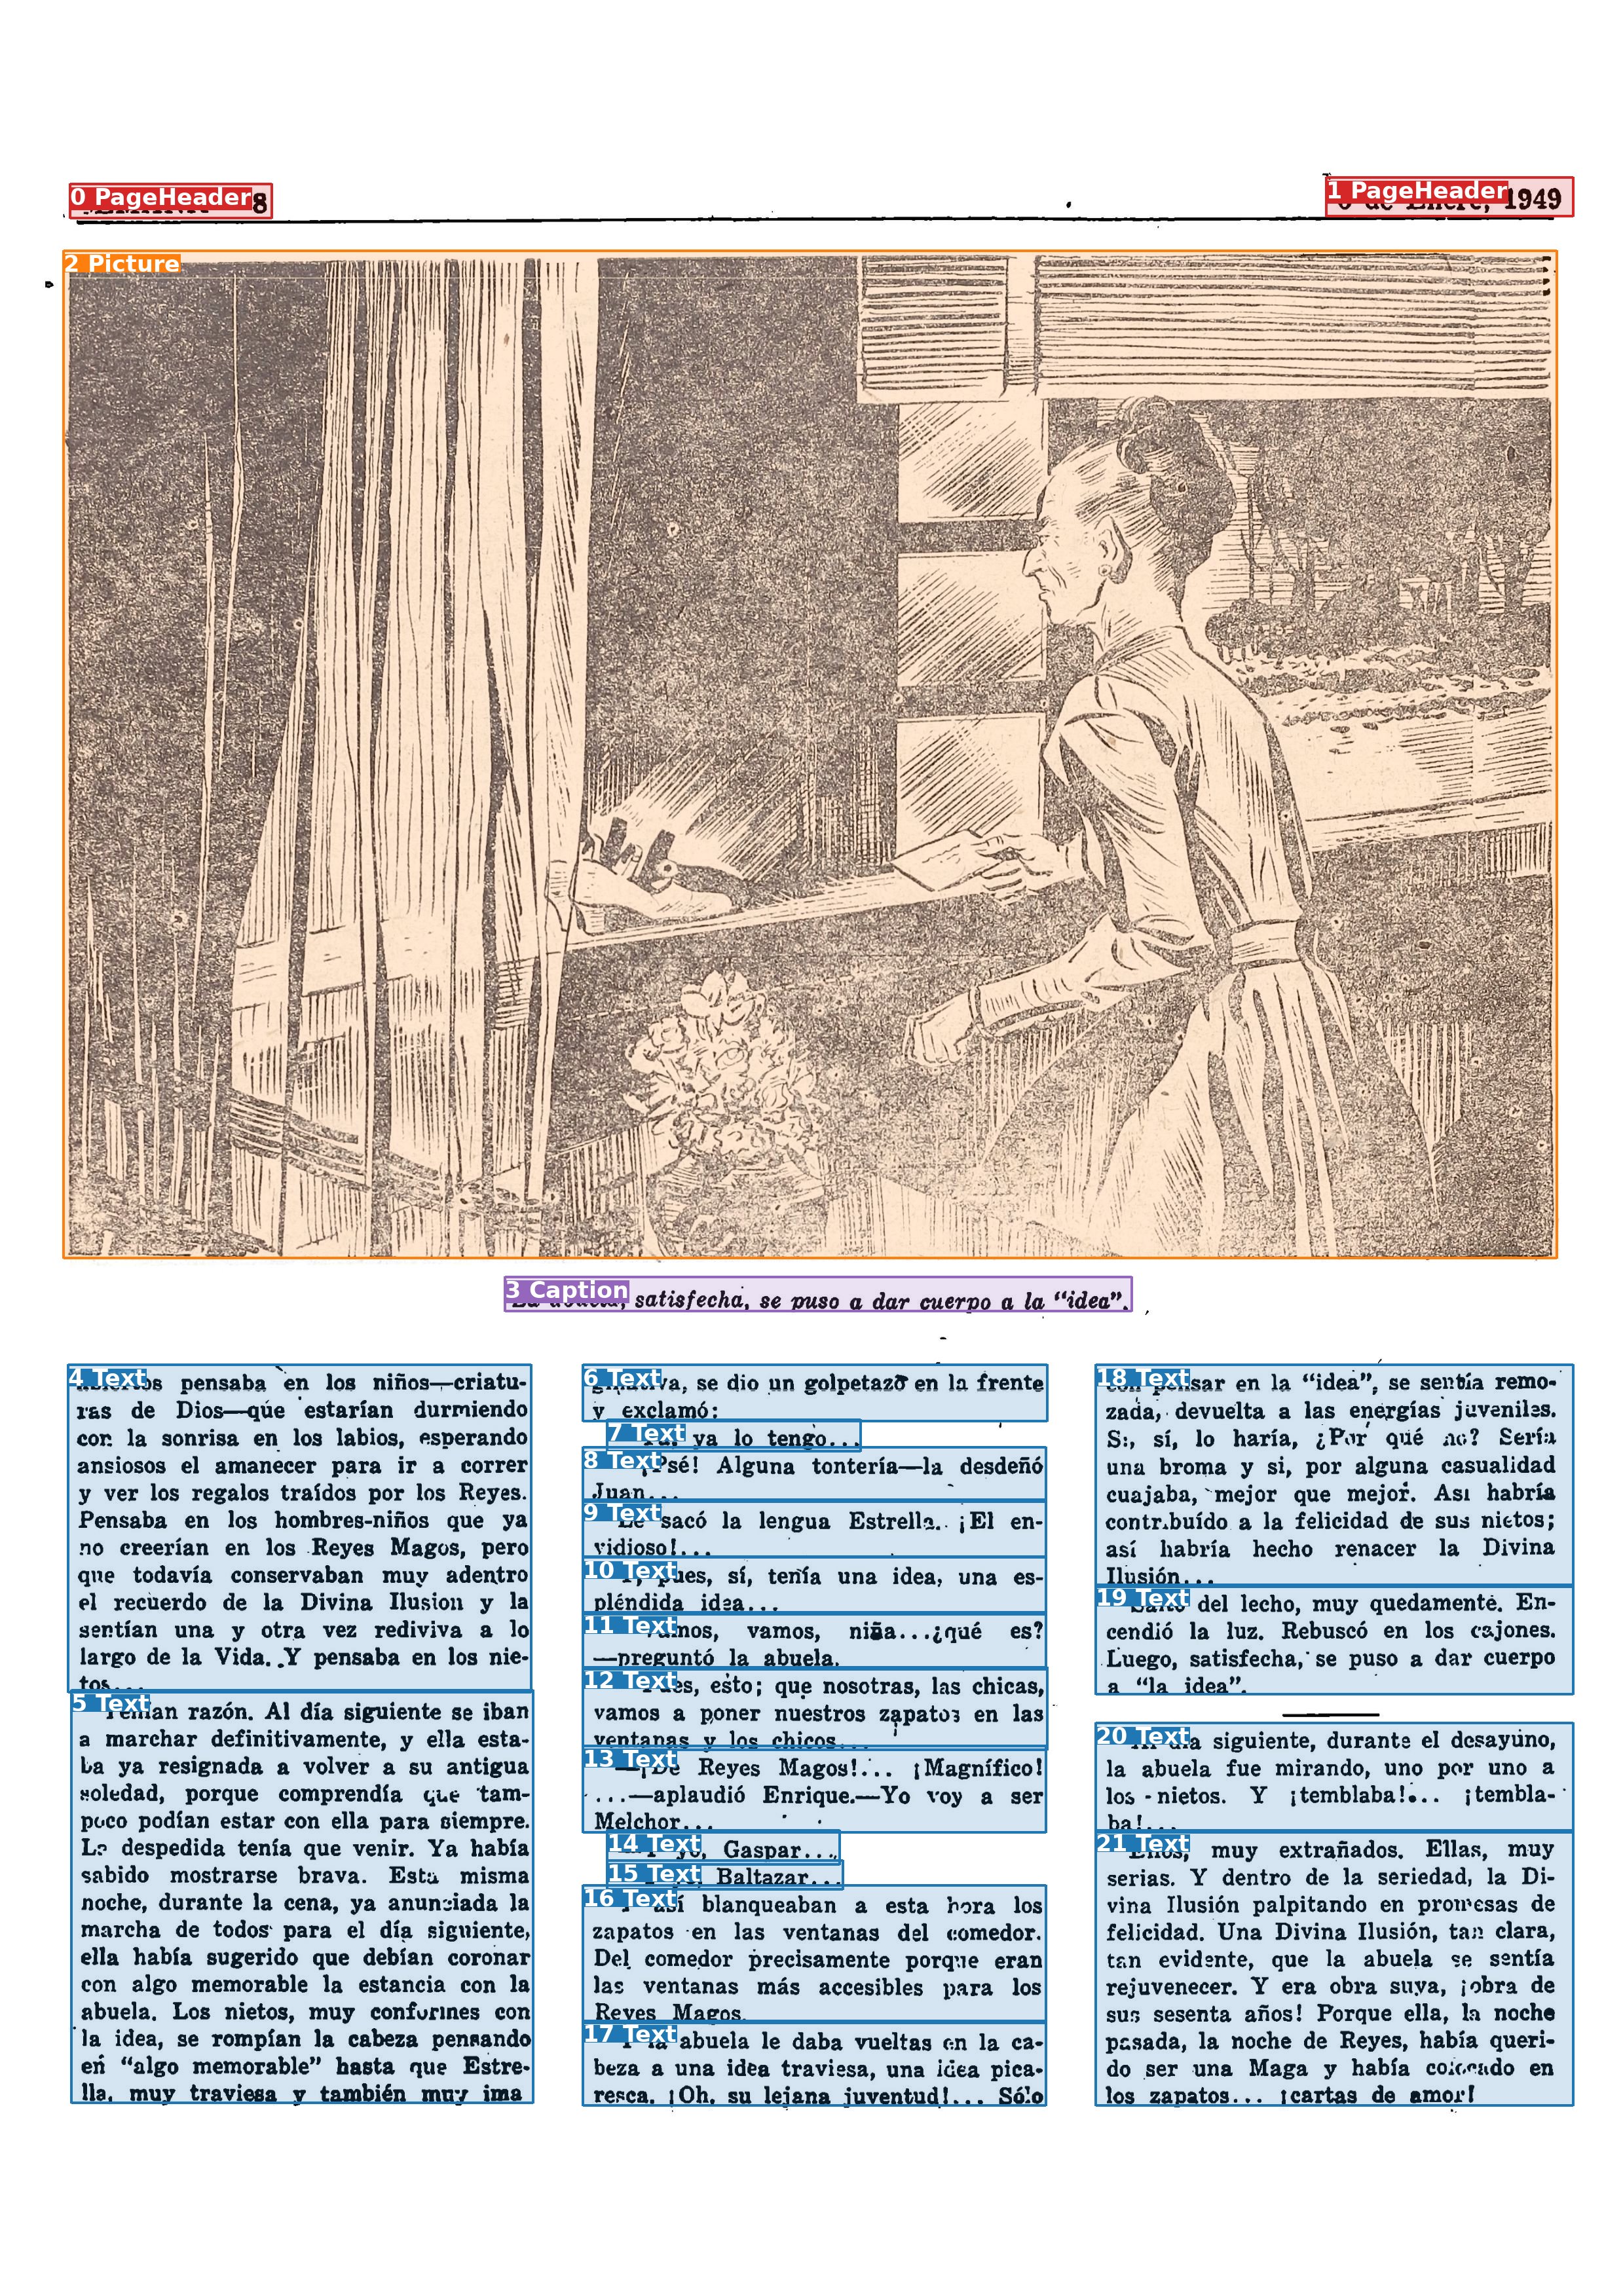 8
1949
satisfecha, se puso a dar cuerpo a la “idea”.
pensaba en los niños—criatu-
ras de Dios—que estarían durmiendo
con la sonrisa en los labios, esperando
ansiosos el amanecer para ir a correr
y ver los regalos traídos por los Reyes.
Pensaba en los hombres-niños que ya
no creerían en los Reyes Magos, pero
que todavía conservaban muy adentro
el recuerdo de la Divina Ilusion y la
sentían una y otra vez rediviva a lo
largo de la Vida. Y pensaba en los nie-
tos...
razón. Al día siguiente se iban
a marchar definitivamente, y ella esta-
ba ya resignada a volver a su antigua
soledad, porque comprendía que tam-
poco podían estar con ella para siempre.
La despedida tenía que venir. Ya había
sabido mostrarse brava. Esta misma
noche, durante la cena, ya anunciada la
marcha de todos para el día siguiente,
ella había sugerido que debían coronar
con algo memorable la estancia con la
abuela. Los nietos, muy conformes con
la idea, se rompían la cabeza pensando
en “algo memorable” hasta que Estre-
lla, muy traviesa y también muy ima
se dio un golpetazo en la frente
y exclamó:
ya lo tengo...
¡Psé! Alguna tontería—la desdeñó
Juan...
Le sacó la lengua Estrella. ¡El en-
vidioso!...
pues, sí, tenía una idea, una es-
pléndida idea...
vamos, niña...¿qué es?
—preguntó la abuela.
esto; que nosotras, las chicas,
vamos a poner nuestros zapatos en las
ventanas y los chicos...
—¡De Reyes Magos!... ¡Magnífico!
...—aplaudió Enrique.—Yo voy a ser
Melchor...
yo, Gaspar...
Baltazar...
así blanqueaban a esta hora los
zapatos en las ventanas del comedor.
Del comedor precisamente porque eran
las ventanas más accesibles para los
Reyes Magos.
Y la abuela le daba vueltas en la ca-
beza a una idea traviesa, una idea pica-
resca. ¡Oh, su lejana juventud!... Sólo
pensar en la “idea”, se sentía remo-
zada, devuelta a las energías juveniles.
Sí, sí, lo haría, ¿Por qué no? Sería
una broma y si, por alguna casualidad
cuajaba, mejor que mejor. Así habría
contribuído a la felicidad de sus nietos;
así habría hecho renacer la Divina
Ilusión...
del lecho, muy quedamente. En-
cendió la luz. Rebuscó en los cajones.
Luego, satisfecha, se puso a dar cuerpo
a “la idea”.
siguiente, durante el desayuno,
la abuela fue mirando, uno por uno a
los nietos. Y ¡temblaba!... ¡tembla-
ba!...
muy extrañados. Ellas, muy
serias. Y dentro de la seriedad, la Di-
vina Ilusión palpitando en promesas de
felicidad. Una Divina Ilusión, tan clara,
tan evidente, que la abuela se sentía
rejuvenecer. Y era obra suya, ¡obra de
sus sesenta años! Porque ella, la noche
pasada, la noche de Reyes, había queri-
do ser una Maga y había colocado en
los zapatos... ¡cartas de amor!